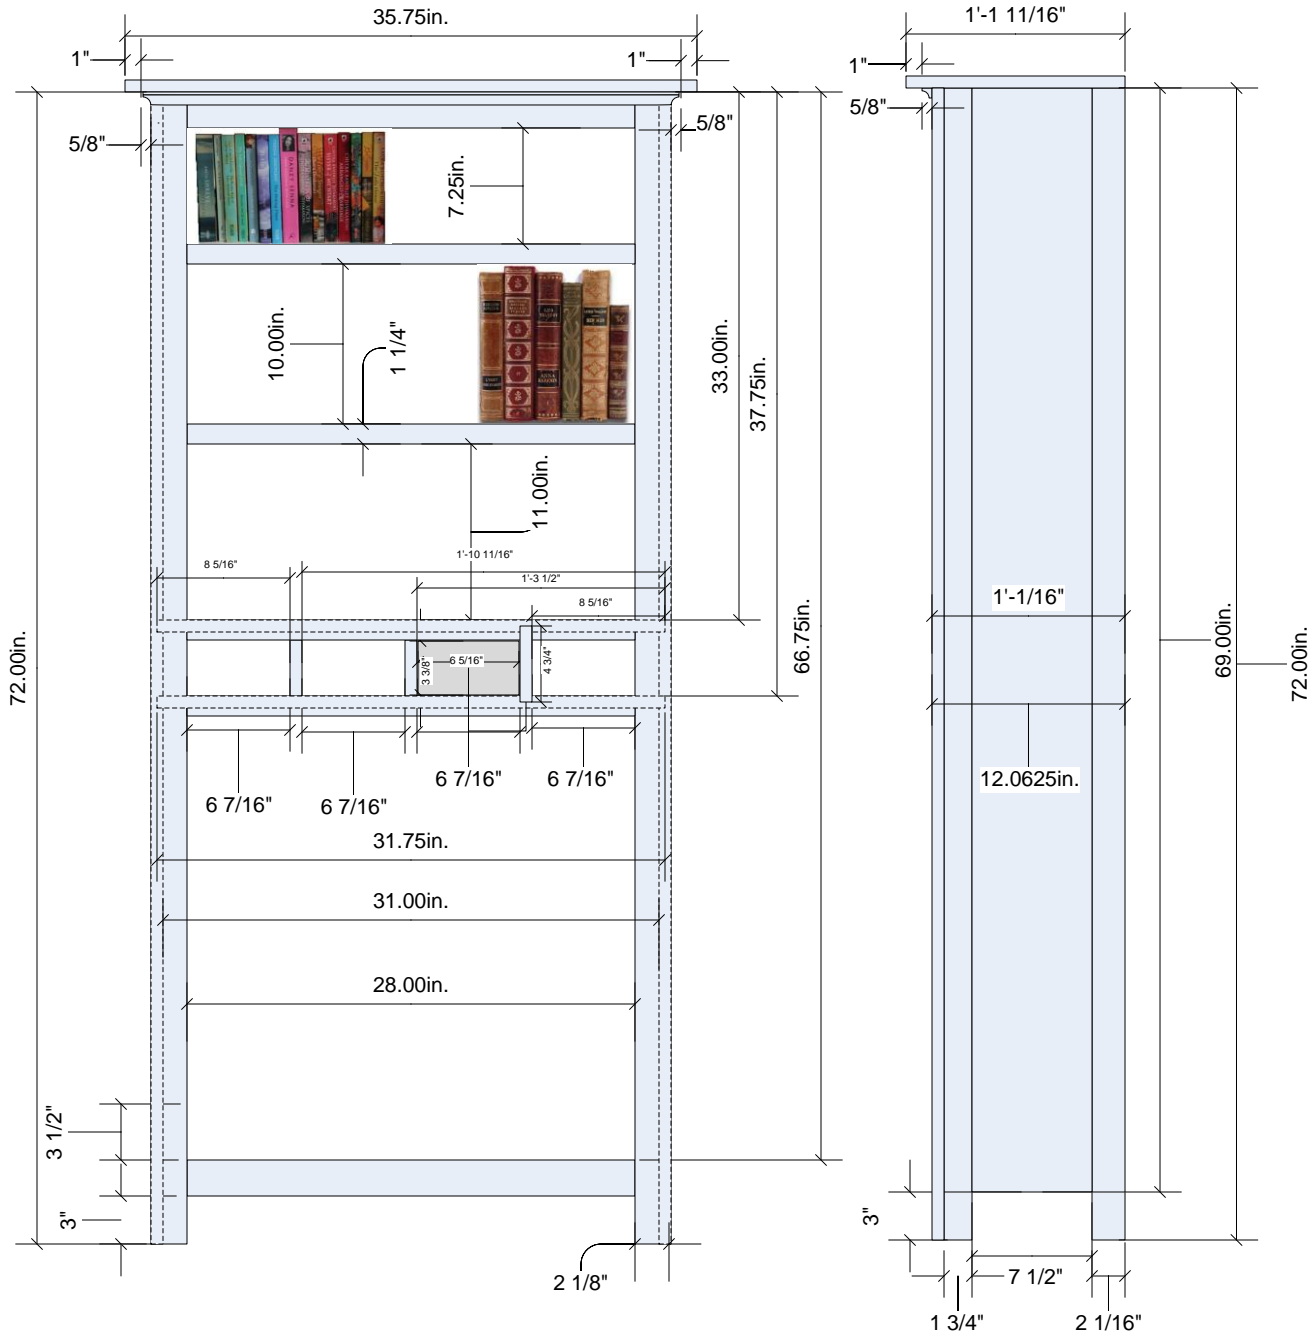 35.75in.
1'-1 11/16"
1"
1"
1"
5/8"
5/8"
5/8"
7.25in.
DANZY SENNA
10.00in.
1 1/4"
33.00in.
37.75in.
11.00in.
1'-10 11/16"
8 5/16"
1'-3 1/2"
8 5/16"
1'-1/16"
3 3/8"
6 5/16"
4 3/4"
66.75in.
69.00in.
72.00in.
72.00in.
6 7/16"
6 7/16"
6 7/16"
6 7/16"
12.0625in.
31.75in.
31.00in.
28.00in.
3 1/2"
3"
3"
2 1/8"
7 1/2"
1 3/4"
2 1/16"